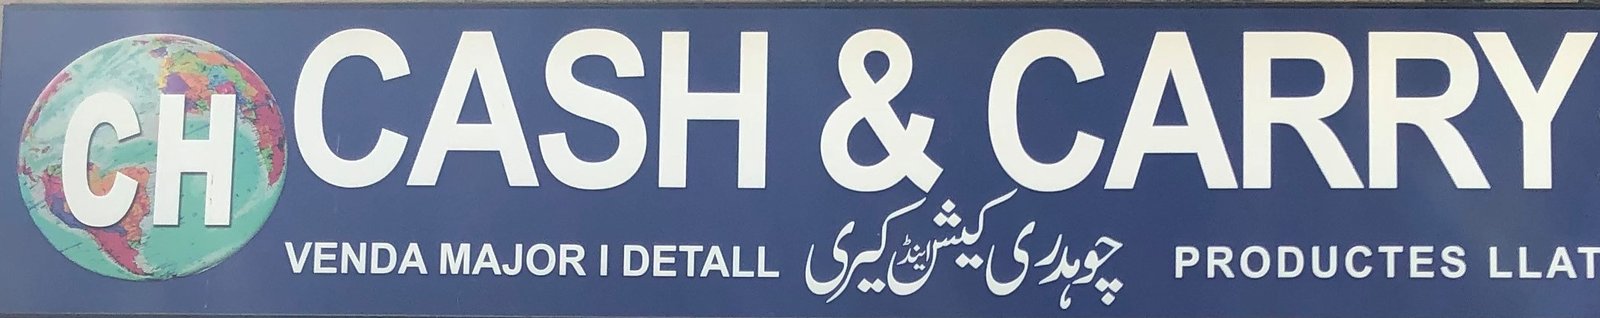 CH CASH & CARRY
VENDA MAJOR I DETALL چوہدری کیش اینڈ کیری PRODUCTES LLAT